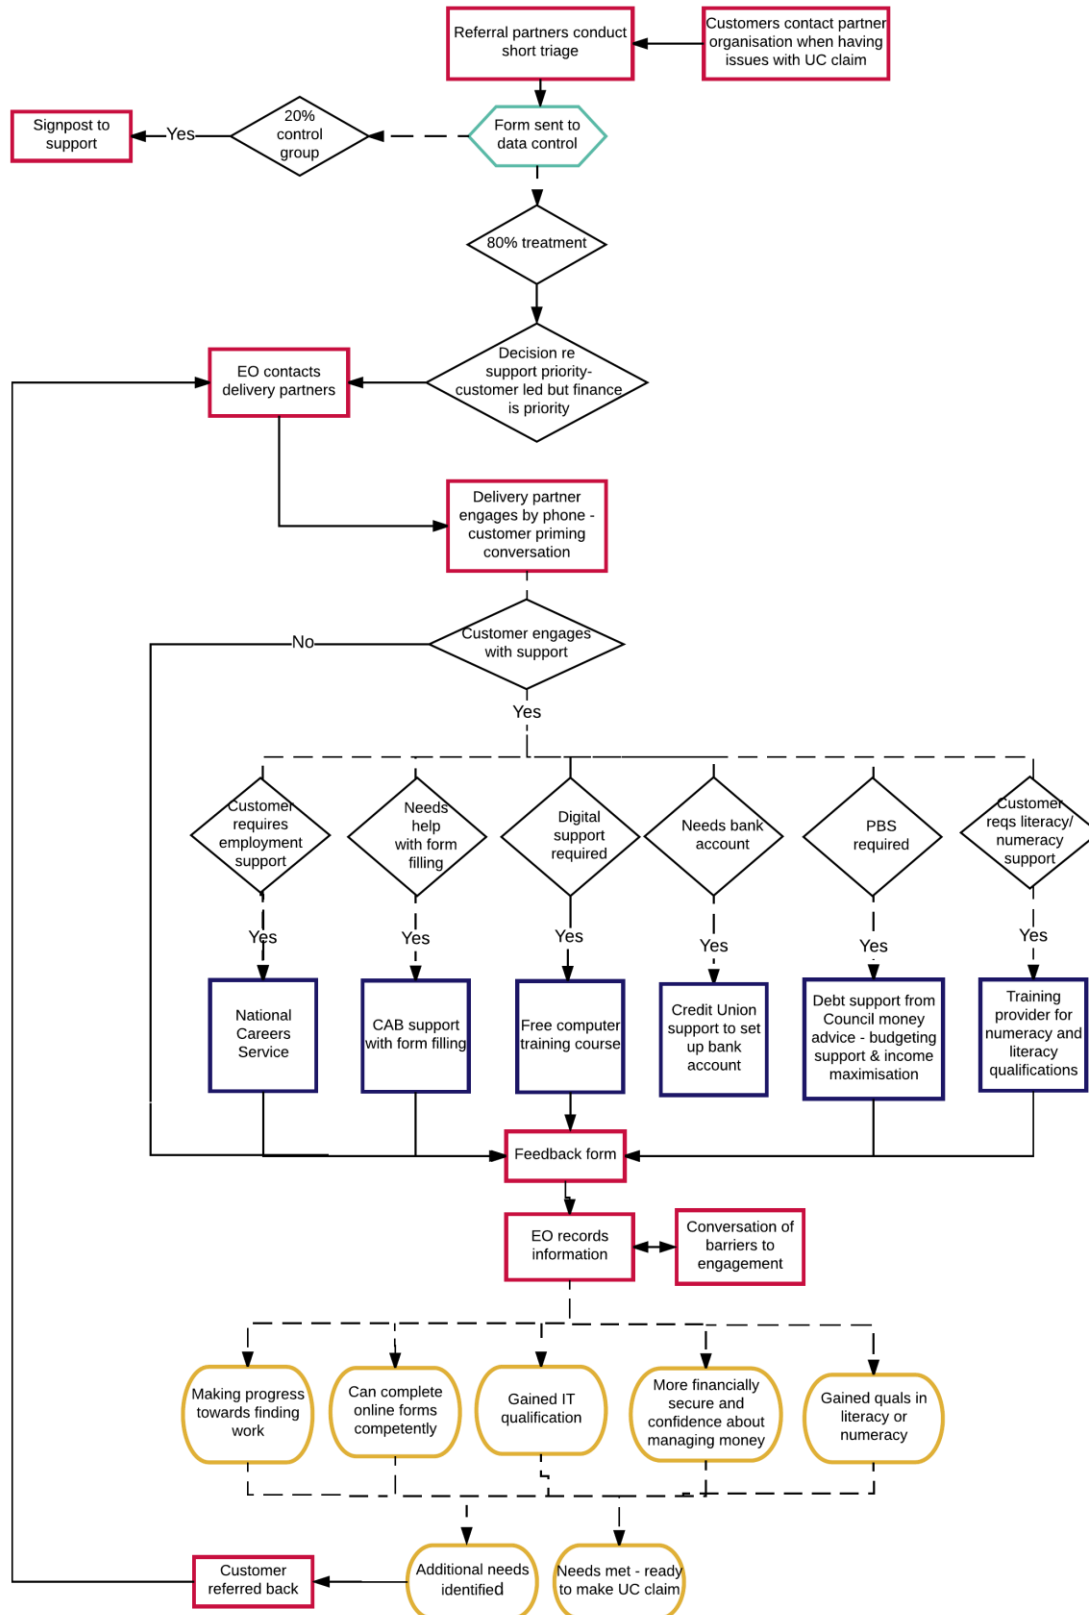 Referral partners conduct
short triage
Customers contact partner
organisation when having
issues with UC claim
Signpost to
support
Yes
20%
control
group
Form sent to
data control
80% treatment
EO contacts
delivery partners
Decision re
support priority-
customer led but finance
is priority
Delivery partner
engages by phone -
customer priming
conversation
No
Customer engages
with support
Yes
Customer
requires
employment
support
Needs
help
with form
filling
Digital
support
required
Needs bank
account
PBS
required
Customer
reqs literacy/
numeracy
support
Yes
Yes
Yes
Yes
Yes
Yes
National
Careers
Service
CAB support
with form filling
Free computer
training course
Credit Union
support to set
up bank
account
Debt support from
Council money
advice - budgeting
support & income
maximisation
Training
provider for
numeracy and
literacy
qualifications
Feedback form
EO records
information
Conversation of
barriers to
engagement
Making progress
towards finding
work
Can complete
online forms
competently
Gained IT
qualification
More financially
secure and
confidence about
managing money
Gained quals in
literacy or
numeracy
Customer
referred back
Additional needs
identified
Needs met - ready
to make UC claim